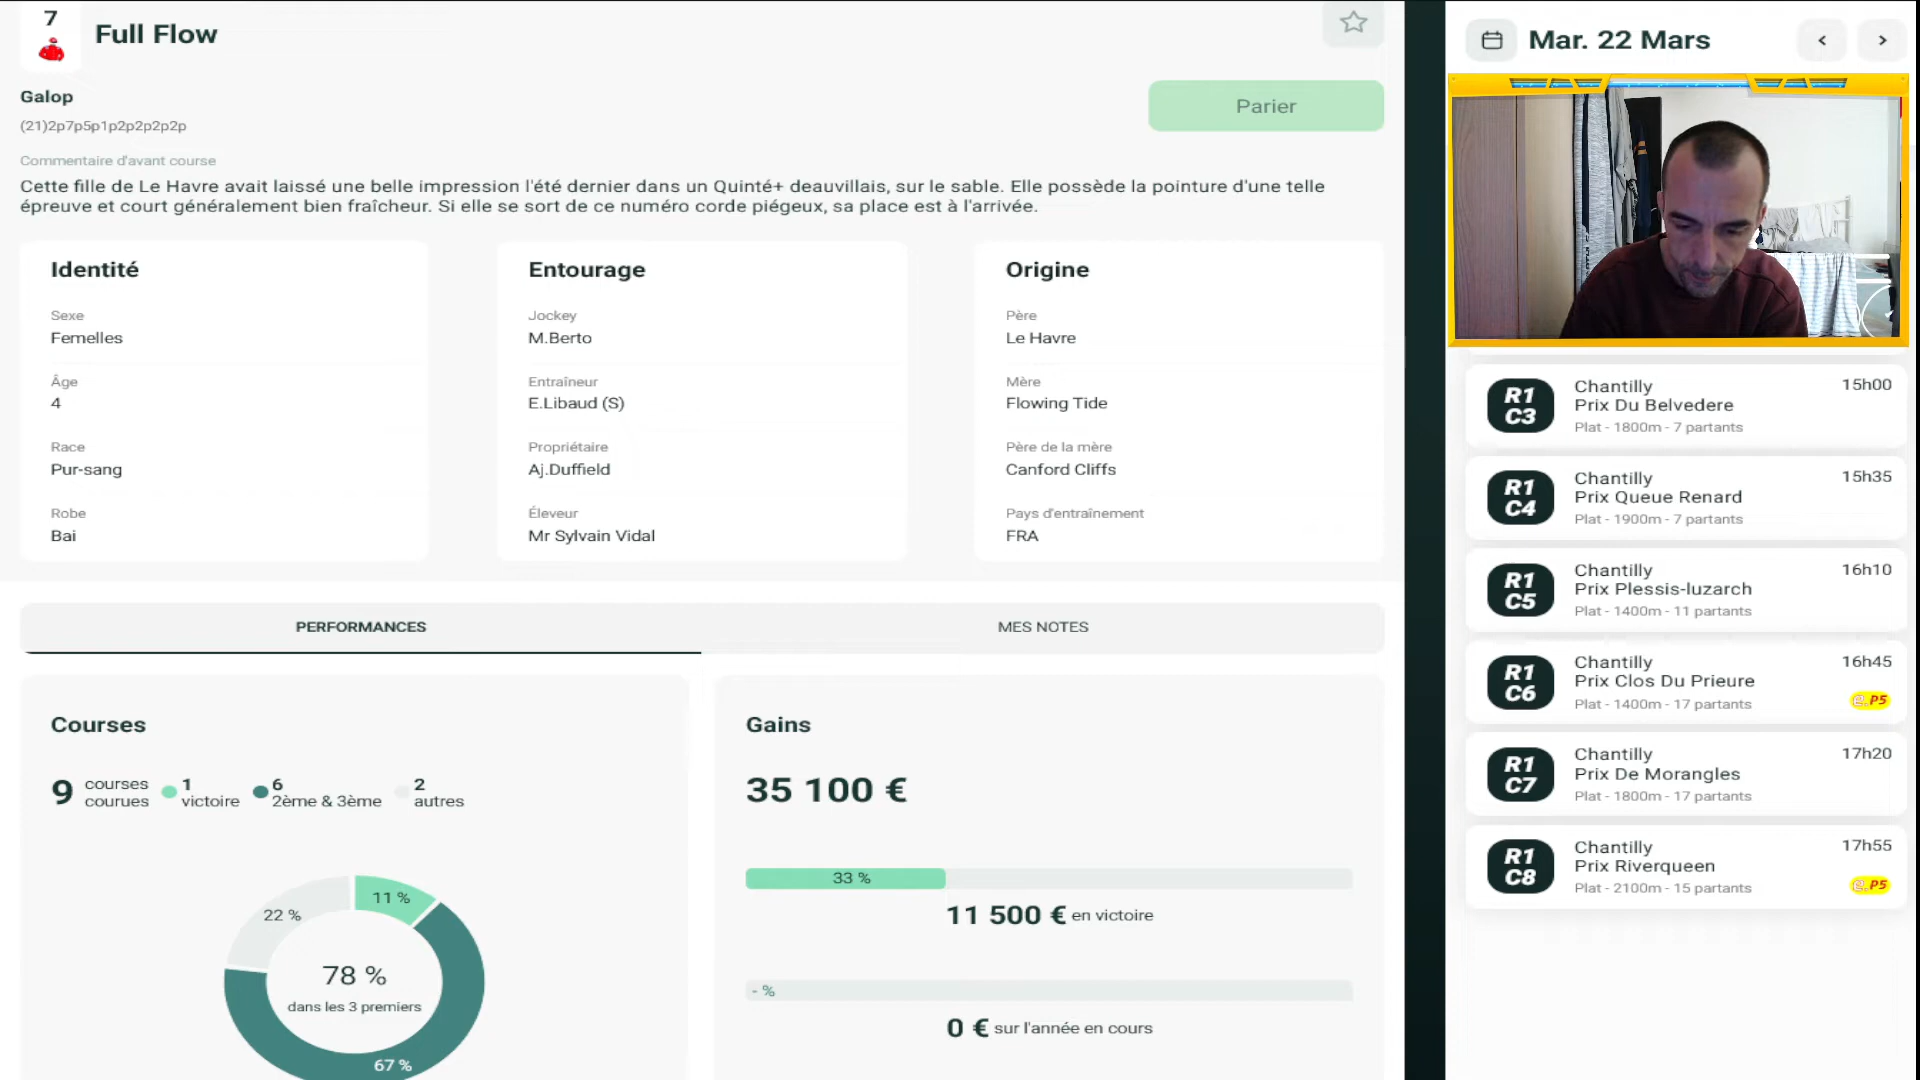 7
Full Flow
Galop
(21)2p7p5p1p2p2p2p2p
Parier
Commentaire d'avant course
Cette fille de Le Havre avait laissé une belle impression l'été dernier dans un Quinté+ deauvillais, sur le sable. Elle possède la pointure d'une telle
épreuve et court généralement bien fraîcheur. Si elle se sort de ce numéro corde piégeux, sa place est à l'arrivée.
Identité
Sexe
Femelles
Âge
4
Race
Pur-sang
Robe
Bai
Entourage
Jockey
M.Berto
Entraîneur
E.Libaud (S)
Propriétaire
Aj.Duffield
Éleveur
Mr Sylvain Vidal
Origine
Père
Le Havre
Mère
Flowing Tide
Père de la mère
Canford Cliffs
Pays d'entraînement
FRA
PERFORMANCES
MES NOTES
Courses
9 courses courues
1 victoire
6 2ème & 3ème
2 autres
11 %
22 %
78 %
dans les 3 premiers
67 %
Gains
35 100 €
33 %
11 500 € en victoire
- %
0 € sur l'année en cours
Mar. 22 Mars
< >
R1 C3
Chantilly
15h00
Prix Du Belvedere
Plat - 1800m - 7 partants
R1 C4
Chantilly
15h35
Prix Queue Renard
Plat - 1900m - 7 partants
R1 C5
Chantilly
16h10
Prix Plessis-luzarch
Plat - 1400m - 11 partants
R1 C6
Chantilly
16h45
Prix Clos Du Prieure
Plat - 1400m - 17 partants
e.P5
R1 C7
Chantilly
17h20
Prix De Morangles
Plat - 1800m - 17 partants
R1 C8
Chantilly
17h55
Prix Riverqueen
Plat - 2100m - 15 partants
e.P5